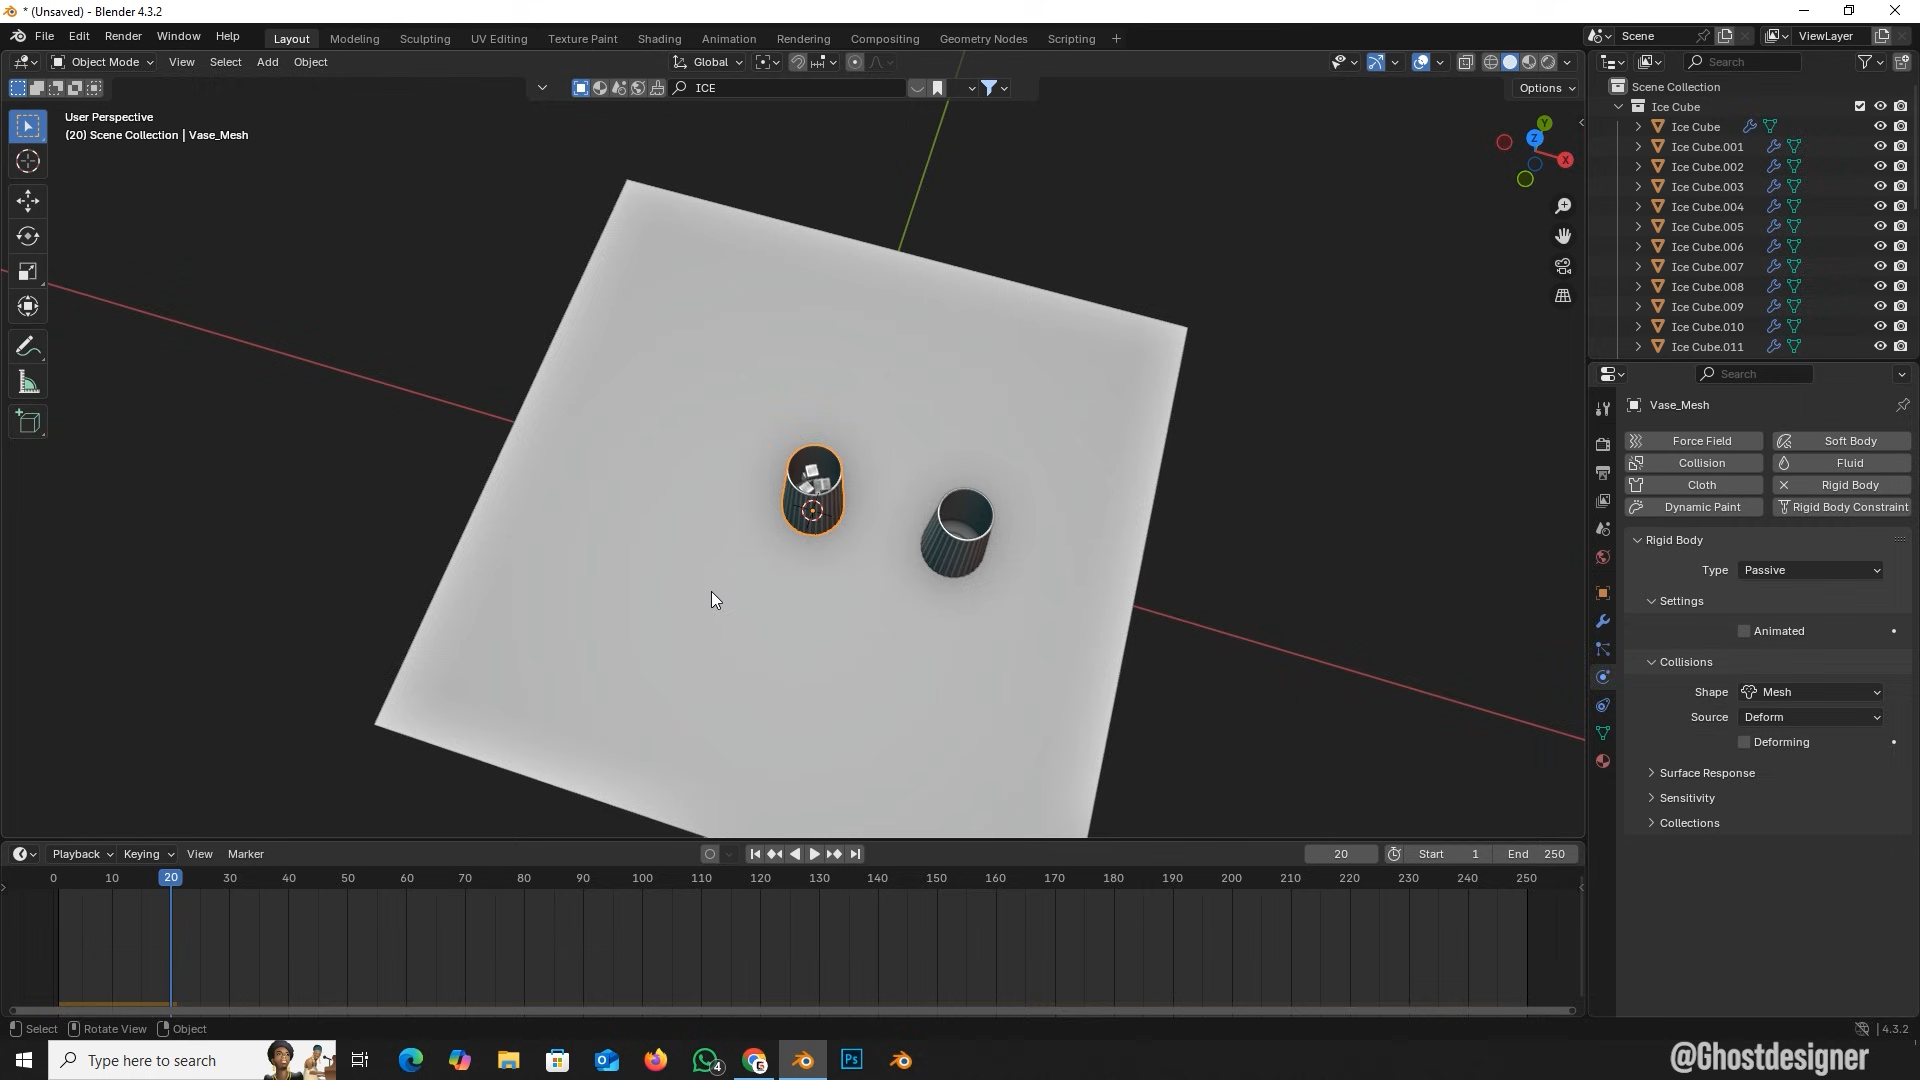 * (Unsaved) - Blender 4.3.2
File Edit Render Window Help Layout Modeling Sculpting UV Editing Texture Paint Shading Animation Rendering Compositing Geometry Nodes Scripting + Scene ViewLayer
Object Mode View Select Add Object Global Search
ICE Options
User Perspective
(20) Scene Collection | Vase_Mesh
Y
Z
X
Scene Collection
Ice Cube
Ice Cube
Ice Cube.001
Ice Cube.002
Ice Cube.003
Ice Cube.004
Ice Cube.005
Ice Cube.006
Ice Cube.007
Ice Cube.008
Ice Cube.009
Ice Cube.010
Ice Cube.011
Search
Vase_Mesh
Force Field Soft Body
Collision Fluid
Cloth Rigid Body
Dynamic Paint Rigid Body Constraint
Rigid Body
Type Passive
Settings
Animated
Collisions
Shape Mesh
Source Deform
Deforming
Surface Response
Sensitivity
Collections
Playback Keying View Marker 20 Start 1 End 250
0 10 20 30 40 50 60 70 80 90 100 110 120 130 140 150 160 170 180 190 200 210 220 230 240 250
Select Rotate View Object 4.3.2
Type here to search 4 Ps
@Ghostdesigner